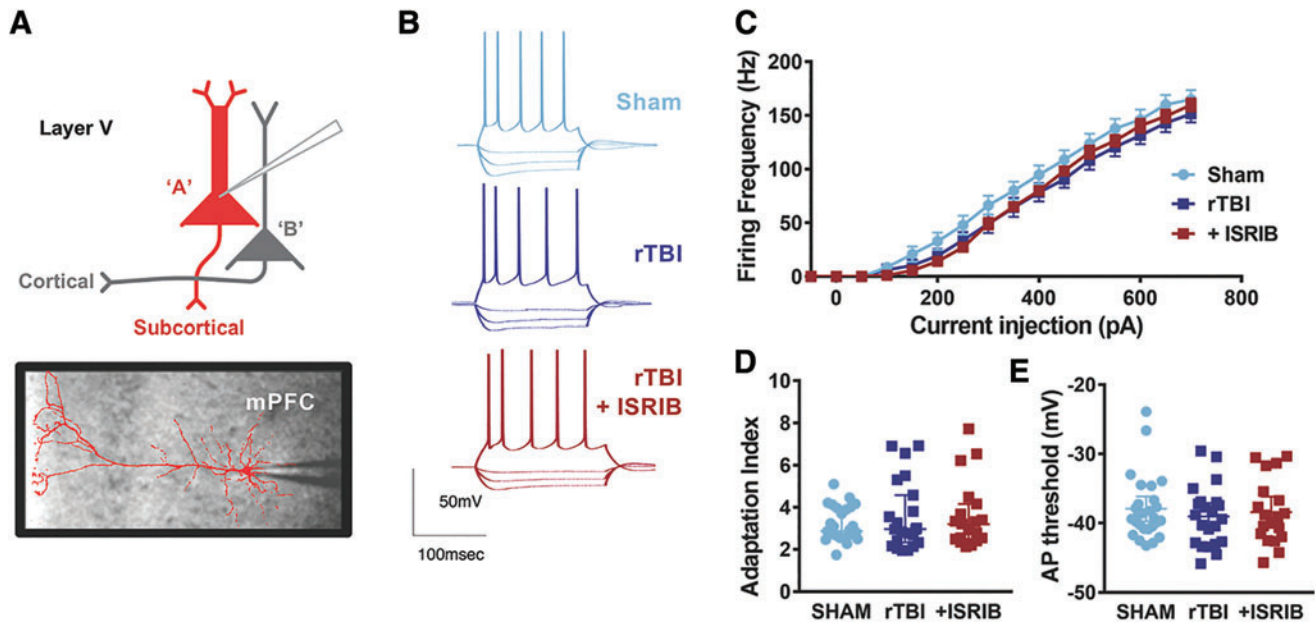 A
Layer V
'A'
'B'
Cortical
Subcortical
mPFC
B
Sham
rTBI
rTBI
+ ISRIB
50mV
100msec
C
Firing Frequency (Hz)
200
150
100
50
0
0 200 400 600 800
Current injection (pA)
Sham
rTBI
+ ISRIB
D
Adaptation Index
10
8
6
4
2
0
SHAM rTBI +ISRIB
E
AP threshold (mV)
-20
-30
-40
-50
SHAM rTBI +ISRIB